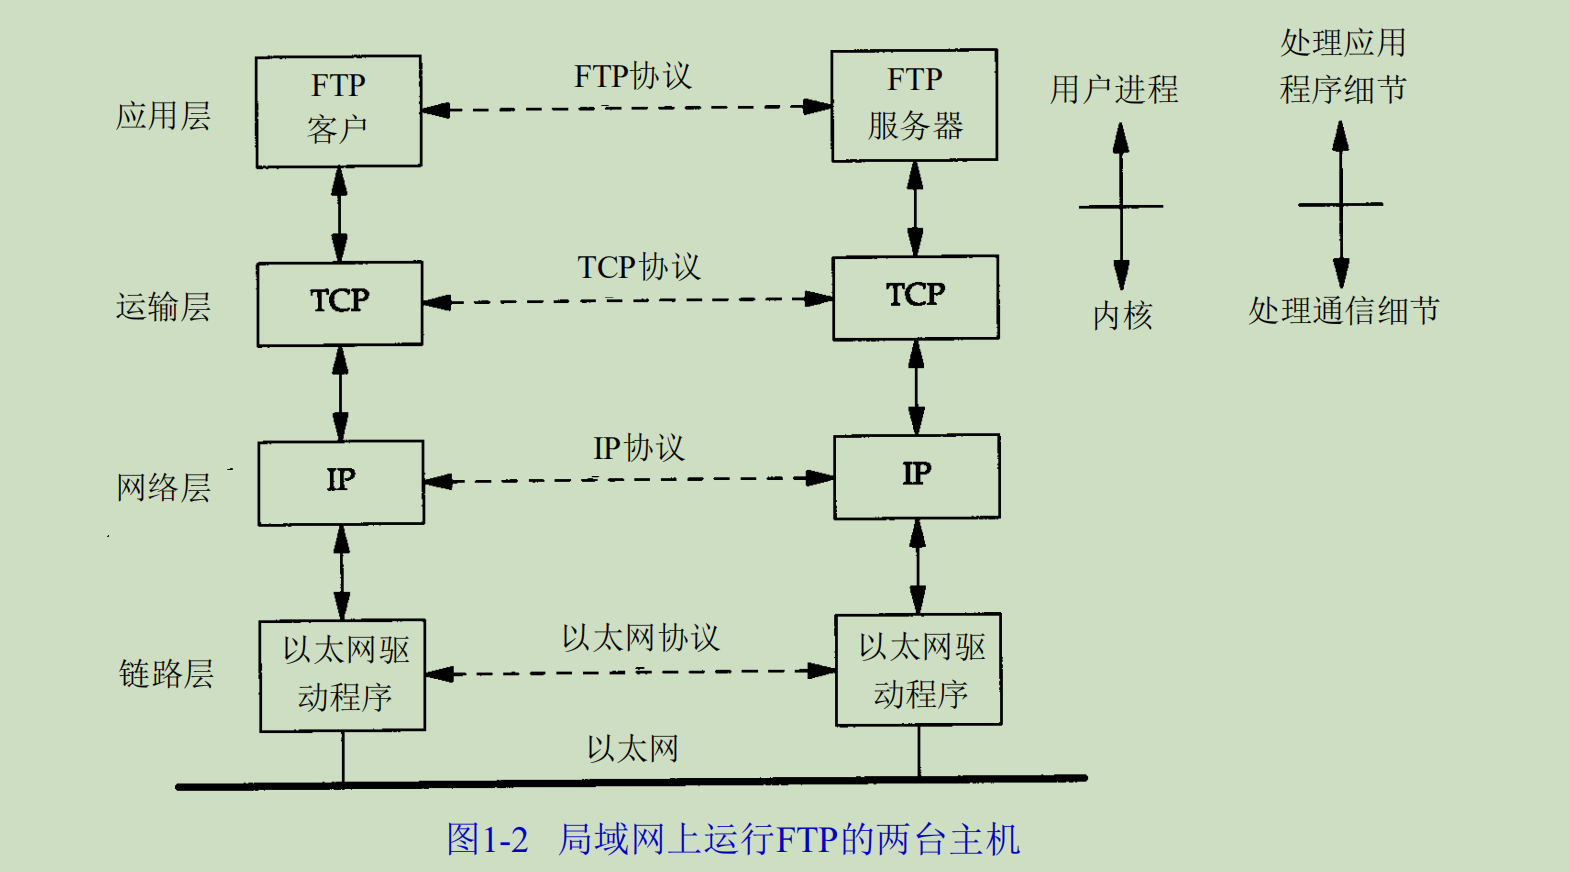 处理应用
程序细节
用户进程
FTP
客户
FTP协议
FTP
服务器
应用层
TCP协议
运输层
TCP
TCP
内核
处理通信细节
IP协议
网络层
IP
IP
以太网协议
链路层
以太网驱
动程序
以太网驱
动程序
以太网
图1-2 局域网上运行FTP的两台主机